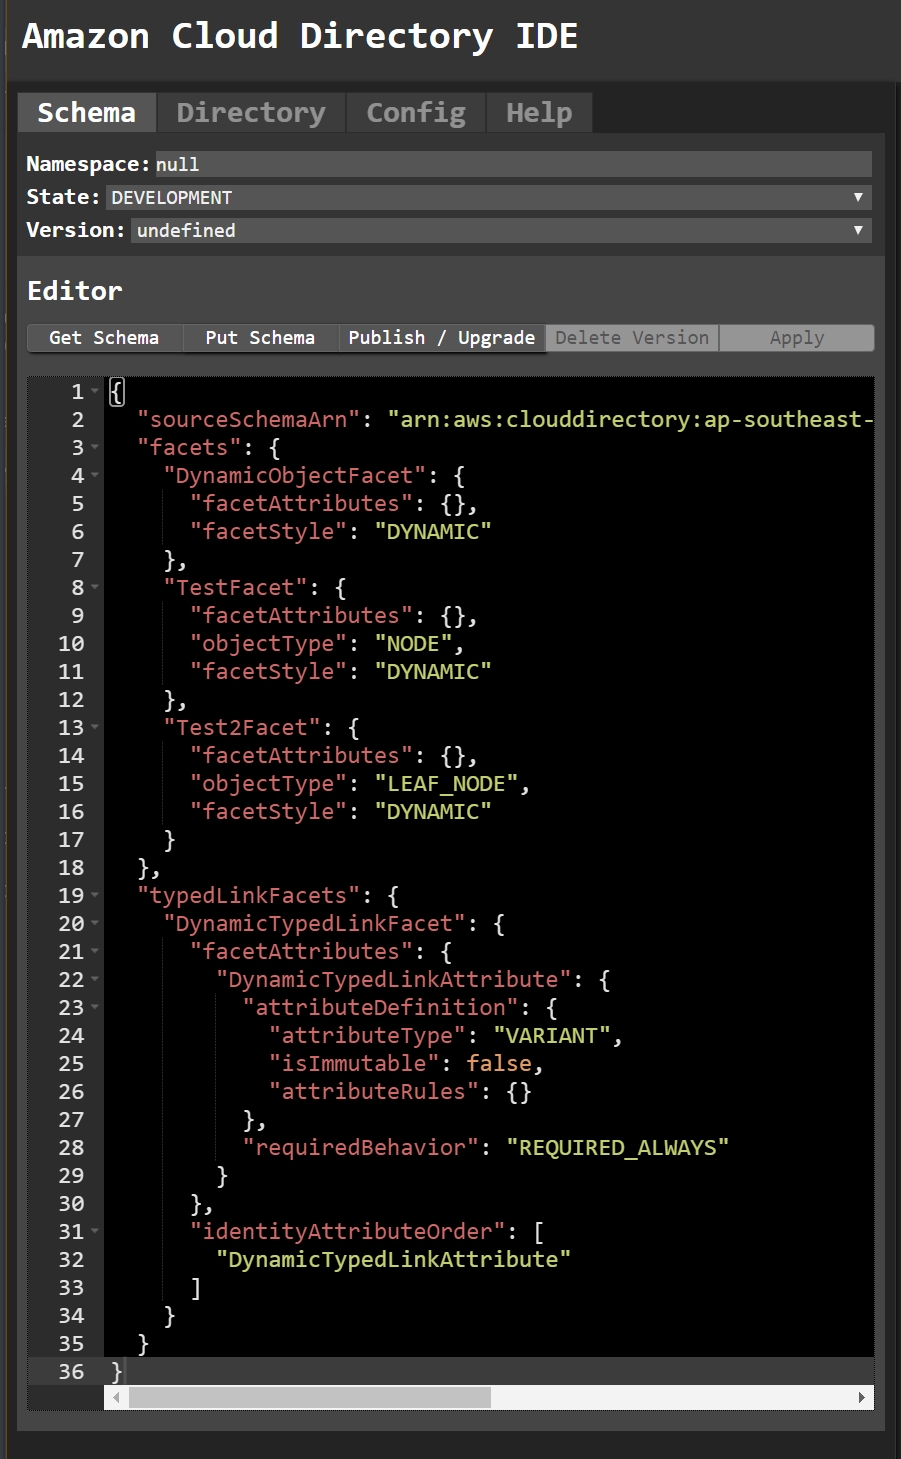 Amazon Cloud Directory IDE
Schema Directory Config Help
Namespace: null
State: DEVELOPMENT
Version: undefined
Editor
Get Schema Put Schema Publish / Upgrade Delete Version Apply
1 {
2 "sourceSchemaArn": "arn:aws:clouddirectory:ap-southeast-
3 "facets": {
4 "DynamicObjectFacet": {
5 "facetAttributes": {},
6 "facetStyle": "DYNAMIC"
7 },
8 "TestFacet": {
9 "facetAttributes": {},
10 "objectType": "NODE",
11 "facetStyle": "DYNAMIC"
12 },
13 "Test2Facet": {
14 "facetAttributes": {},
15 "objectType": "LEAF_NODE",
16 "facetStyle": "DYNAMIC"
17 }
18 },
19 "typedLinkFacets": {
20 "DynamicTypedLinkFacet": {
21 "facetAttributes": {
22 "DynamicTypedLinkAttribute": {
23 "attributeDefinition": {
24 "attributeType": "VARIANT",
25 "isImmutable": false,
26 "attributeRules": {}
27 },
28 "requiredBehavior": "REQUIRED_ALWAYS"
29 }
30 },
31 "identityAttributeOrder": [
32 "DynamicTypedLinkAttribute"
33 ]
34 }
35 }
36 }